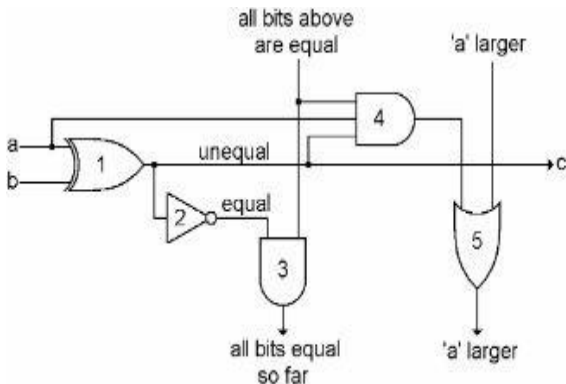 all bits above
are equal
'a' larger
a
4
1
unequal
c
b
2
equal
5
3
all bits equal
so far
'a' larger